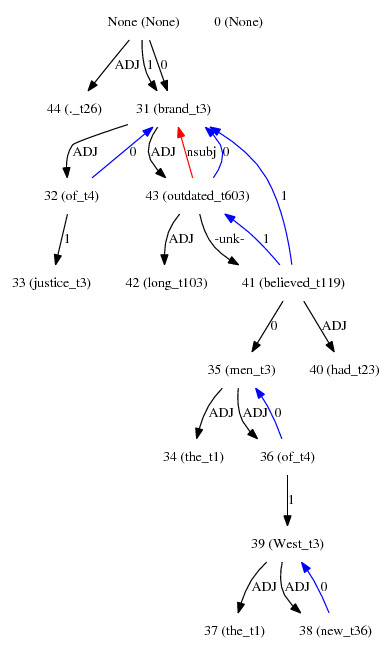 None (None) 0 (None)
ADJ 1 0
44 (._t26) 31 (brand_t3)
ADJ 0 ADJ nsubj 0
32 (of_t4) 43 (outdated_t603) 1
1 ADJ -unk- 1
33 (justice_t3) 42 (long_t103) 41 (believed_t119)
0 ADJ
35 (men_t3) 40 (had_t23)
ADJ ADJ 0
34 (the_t1) 36 (of_t4)
1
39 (West_t3)
ADJ ADJ 0
37 (the_t1) 38 (new_t36)